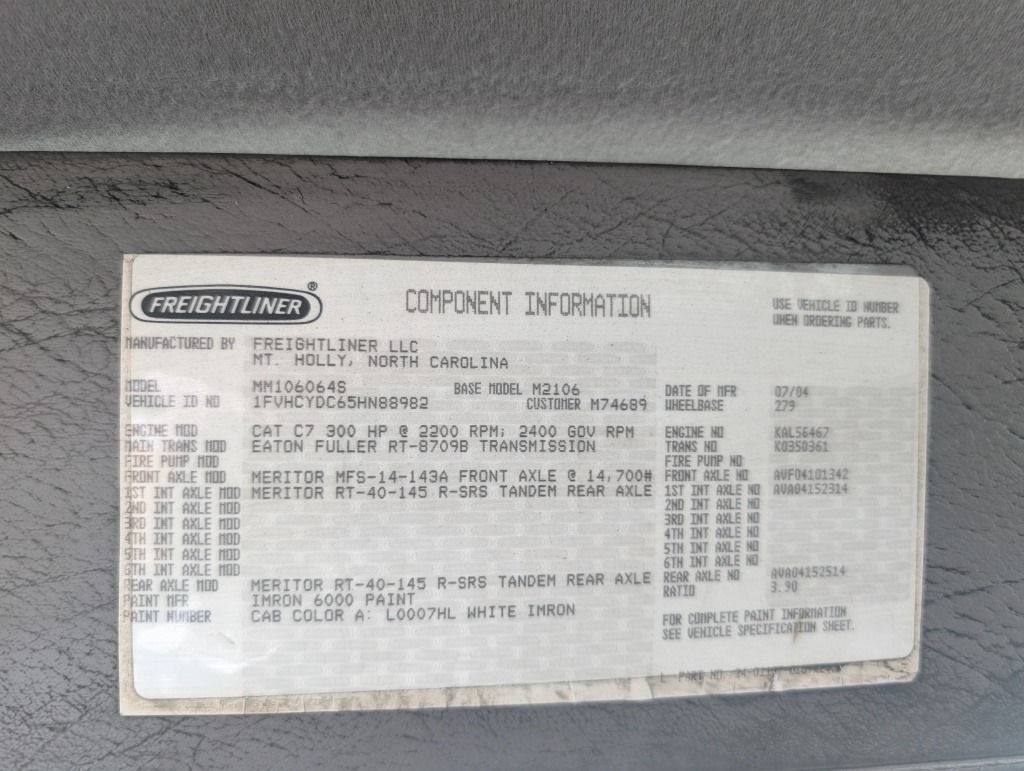 FREIGHTLINER®
COMPONENT INFORMATION
USE VEHICLE ID NUMBER
WHEN ORDERING PARTS.
MANUFACTURED BY FREIGHTLINER LLC
MT. HOLLY, NORTH CAROLINA
MODEL MM106064S BASE MODEL M2106 DATE OF MFR 07/04
VEHICLE ID NO 1FVHCYDC65HN88982 CUSTOMER M74689 WHEELBASE 279
ENGINE MOD CAT C7 300 HP @ 2200 RPM; 2400 GOV RPM ENGINE NO KAL56467
MAIN TRANS MOD EATON FULLER RT-8709B TRANSMISSION TRANS NO K0350361
FIRE PUMP MOD FIRE PUMP NO
FRONT AXLE MOD MERITOR MFS-14-143A FRONT AXLE @ 14,700# FRONT AXLE NO AVF04101342
1ST INT AXLE MOD MERITOR RT-40-145 R-SRS TANDEM REAR AXLE 1ST INT AXLE NO AVA04152314
2ND INT AXLE MOD 2ND INT AXLE NO
3RD INT AXLE MOD 3RD INT AXLE NO
4TH INT AXLE MOD 4TH INT AXLE NO
5TH INT AXLE MOD 5TH INT AXLE NO
6TH INT AXLE MOD 6TH INT AXLE NO
REAR AXLE MOD MERITOR RT-40-145 R-SRS TANDEM REAR AXLE REAR AXLE NO AVA04152514
RATIO 3.90
PAINT MFR IMRON 6000 PAINT
PAINT NUMBER CAB COLOR A: L0007HL WHITE IMRON
FOR COMPLETE PAINT INFORMATION
SEE VEHICLE SPECIFICATION SHEET.
PART NO.